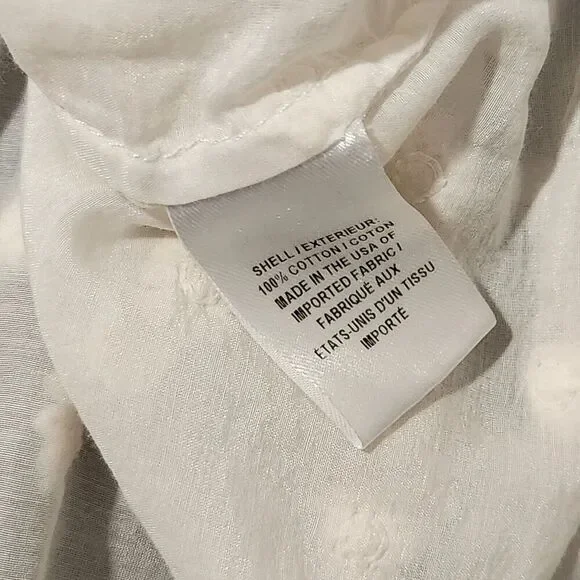 SHELL / EXTERIEUR:
100% COTTON / COTON
MADE IN THE USA OF
IMPORTED FABRIC /
FABRIQUÉ AUX
ETATS-UNIS D'UN TISSU
IMPORTÉ